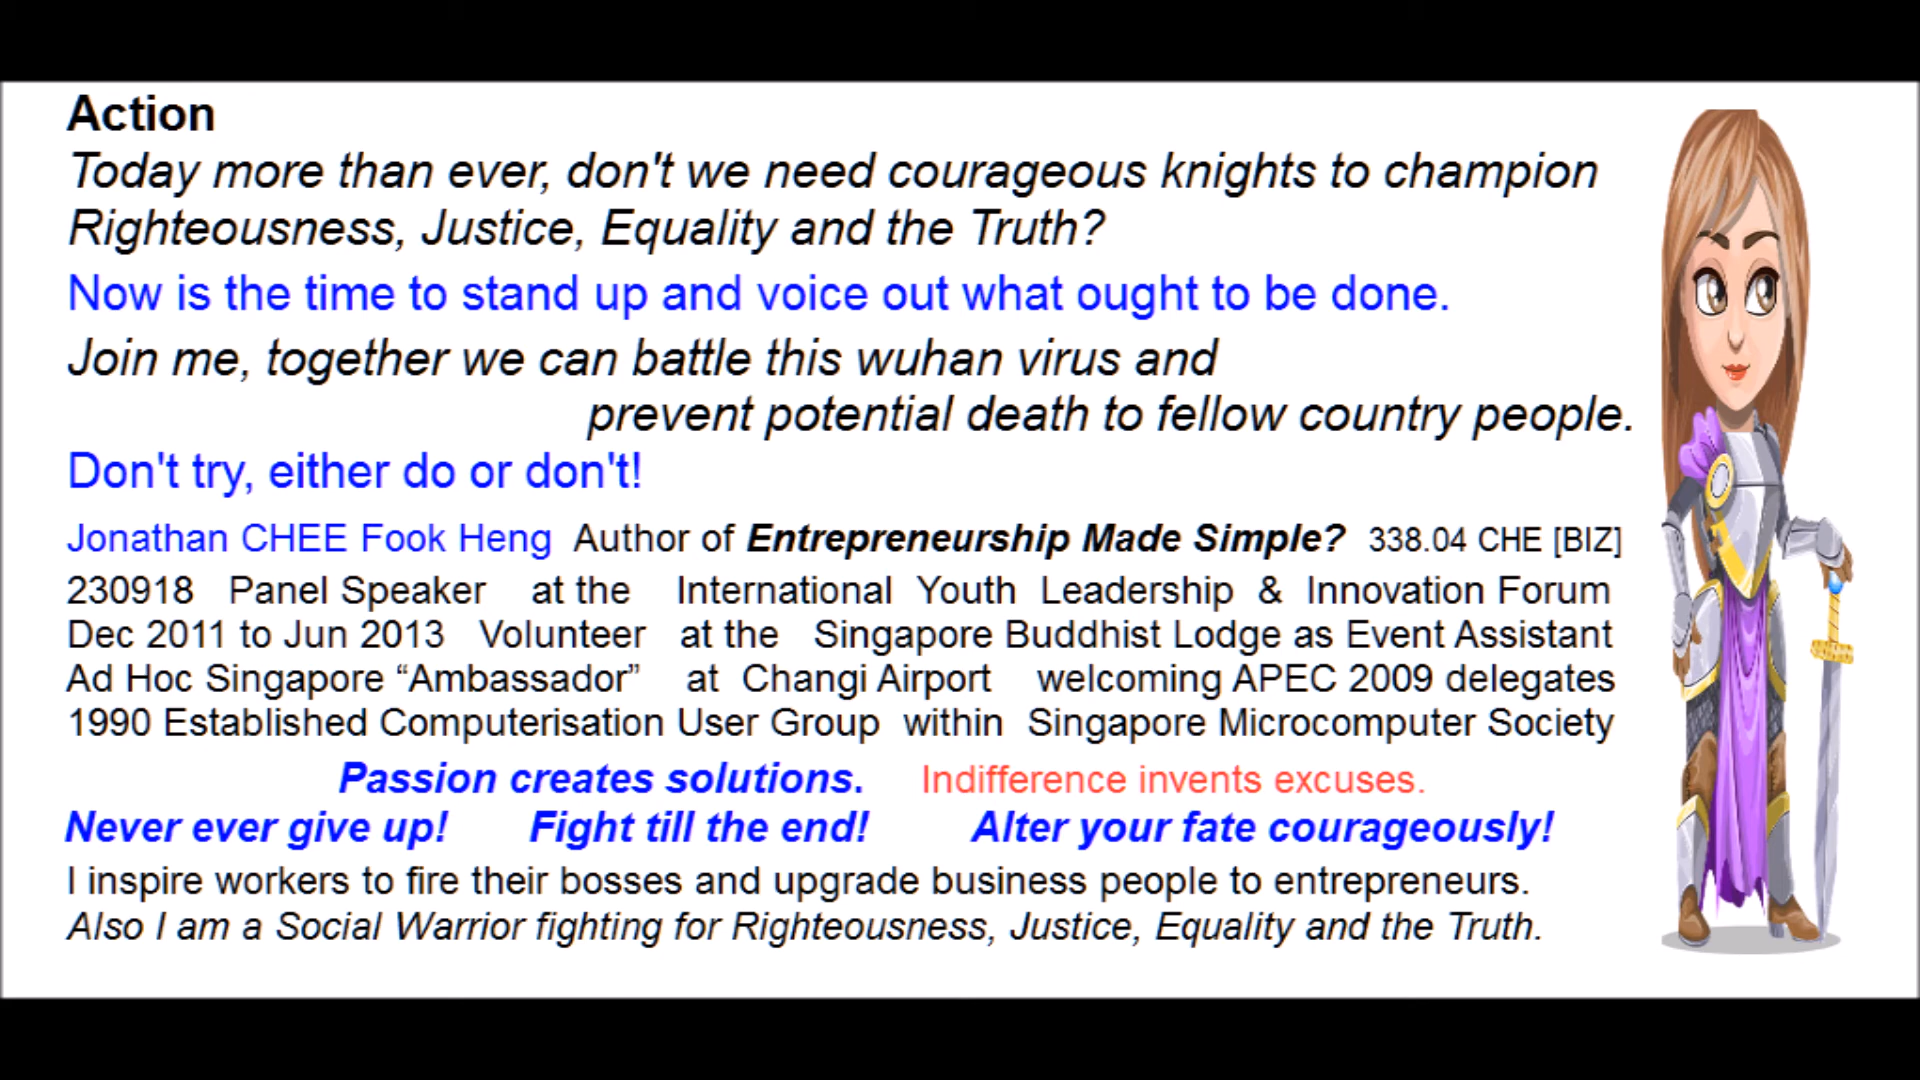 Action
Today more than ever, don't we need courageous knights to champion
Righteousness, Justice, Equality and the Truth?
Now is the time to stand up and voice out what ought to be done.
Join me, together we can battle this wuhan virus and
prevent potential death to fellow country people.
Don't try, either do or don't!
Jonathan CHEE Fook Heng Author of Entrepreneurship Made Simple? 338.04 CHE [BIZ]
230918 Panel Speaker at the International Youth Leadership & Innovation Forum
Dec 2011 to Jun 2013 Volunteer at the Singapore Buddhist Lodge as Event Assistant
Ad Hoc Singapore “Ambassador” at Changi Airport welcoming APEC 2009 delegates
1990 Established Computerisation User Group within Singapore Microcomputer Society
Passion creates solutions. Indifference invents excuses.
Never ever give up! Fight till the end! Alter your fate courageously!
I inspire workers to fire their bosses and upgrade business people to entrepreneurs.
Also I am a Social Warrior fighting for Righteousness, Justice, Equality and the Truth.